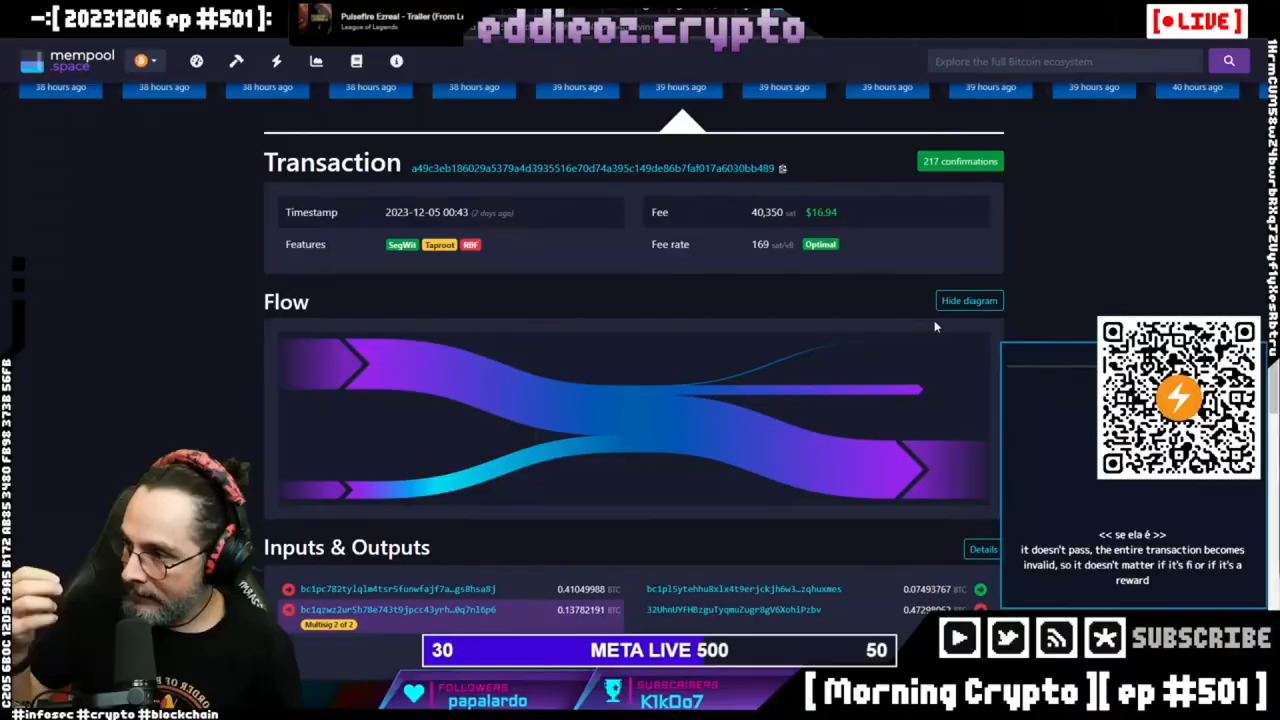 -:[ 20231206 ep #501]:
Pulsefire Ezreal - Trailer (From Le
League of Legends
eddieoz.crypto
[• LIVE]
mempool
.space
Explore the full Bitcoin ecosystem
38 hours ago
38 hours ago
38 hours ago
38 hours ago
38 hours ago
39 hours ago
39 hours ago
39 hours ago
39 hours ago
39 hours ago
39 hours ago
40 hours ago
Transaction
a49c3eb186029a5379a4d3935516e70d74a395c149de86b7faf017a6030bb489
217 confirmations
Timestamp
2023-12-05 00:43 (2 days ago)
Fee
40,350 sat $16.94
Features
SegWit Taproot RBF
Fee rate
169 sat/vB Optimal
Flow
Hide diagram
<< se ela é >>
it doesn't pass, the entire transaction becomes
invalid, so it doesn't matter if it's fi or if it's a
reward
Inputs & Outputs
Details
0.41049988 BTC
0.07493767 BTC
0.13782191 BTC
32UhnUYFHBzguTyqmuZugr8gV6XohiPzbv
Multisig 2 of 2
30
META LIVE 500
50
SUBSCRIBE
FOLLOWERS
papalardo
SUBSCRIBERS
K1k0o7
[ Morning Crypto ][ ep #501 ]
#infosec #crypto #blockchain